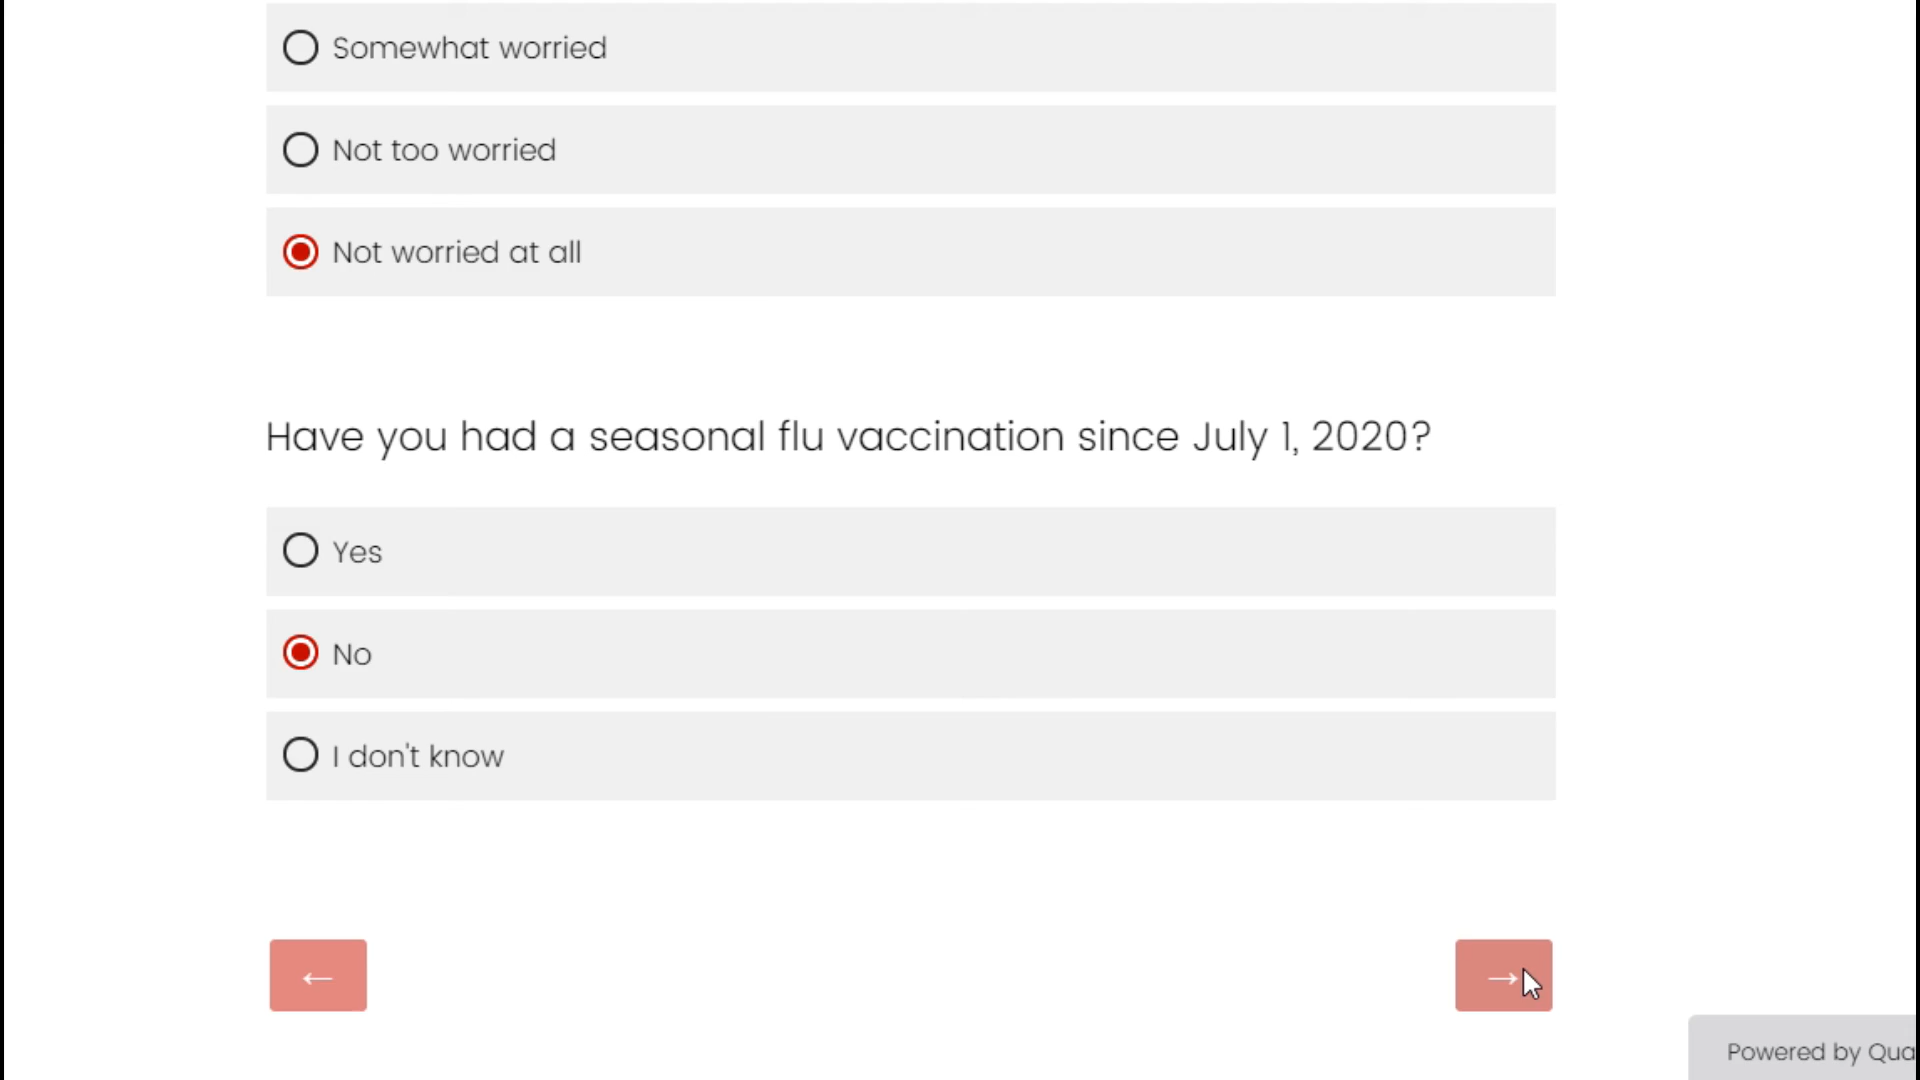 Somewhat worried
Not too worried
Not worried at all
Have you had a seasonal flu vaccination since July 1, 2020?
Yes
No
I don't know
←
→
Powered by Qua